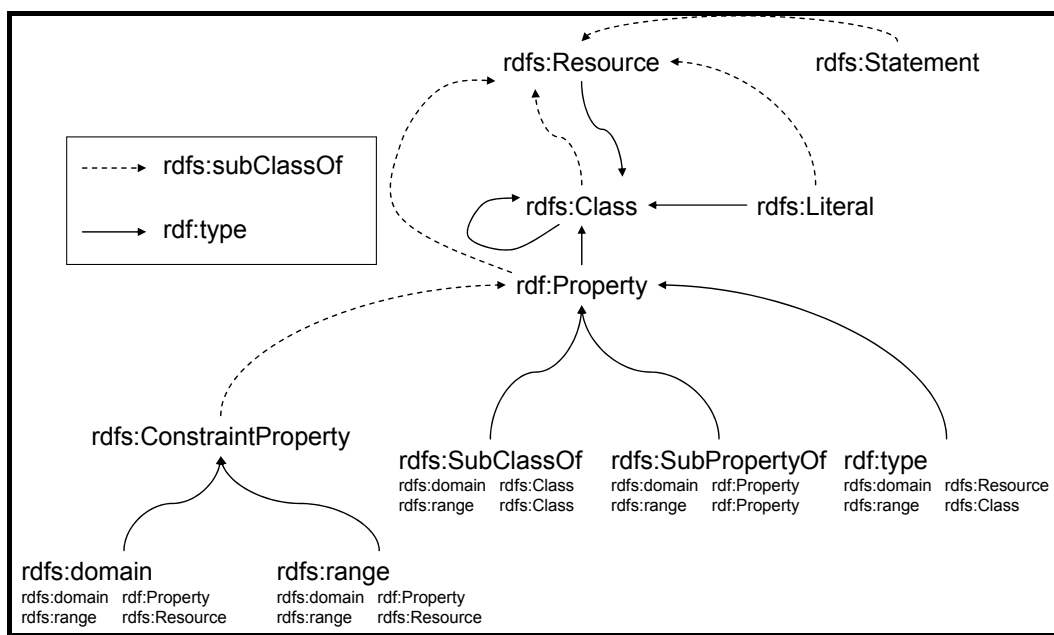 rdfs:Resource rdfs:Statement
rdfs:subClassOf
rdf:type
rdfs:Class rdfs:Literal
rdf:Property
rdfs:ConstraintProperty
rdfs:SubClassOf rdfs:SubPropertyOf rdf:type
rdfs:domain rdfs:Class rdfs:domain rdf:Property rdfs:domain rdfs:Resource
rdfs:range rdfs:Class rdfs:range rdf:Property rdfs:range rdfs:Class
rdfs:domain rdfs:range
rdfs:domain rdf:Property rdfs:domain rdf:Property
rdfs:range rdfs:Resource rdfs:range rdfs:Resource